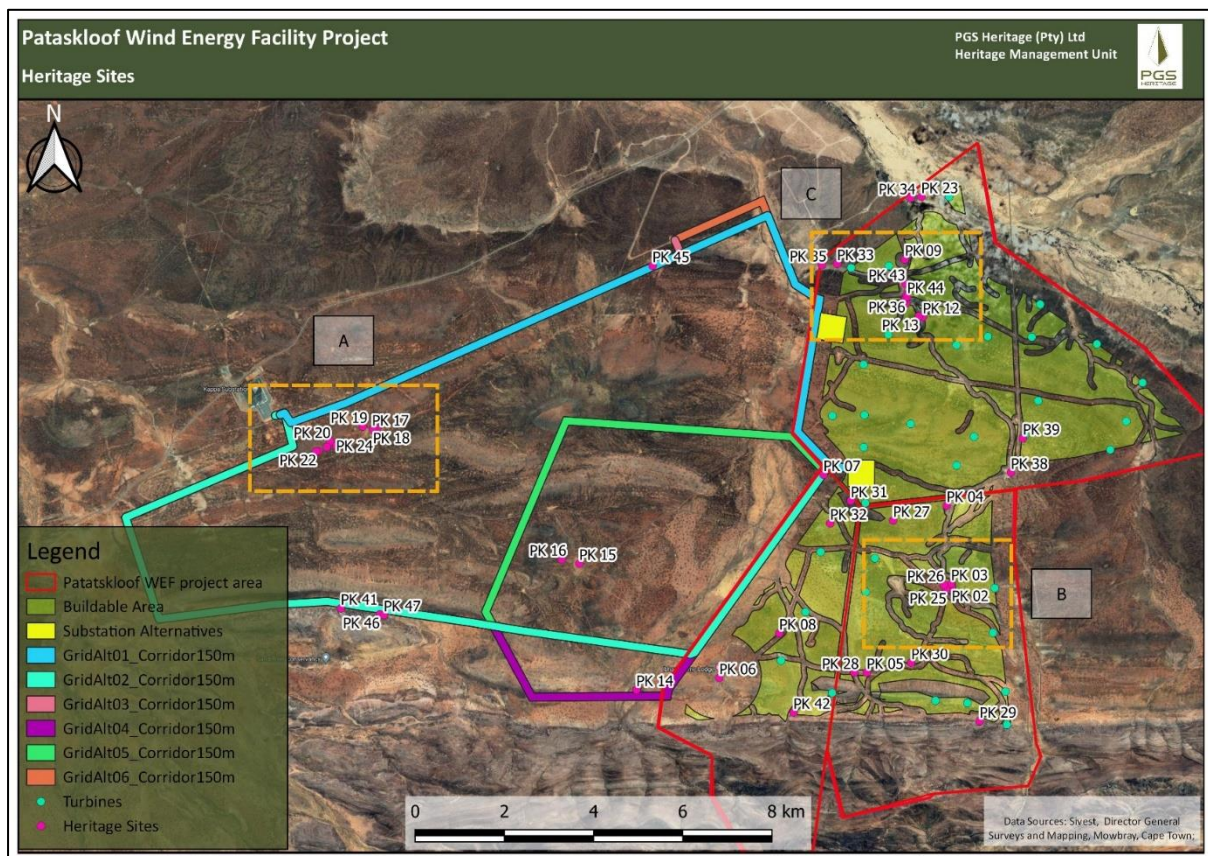 Pataskloof Wind Energy Facility Project
Heritage Sites
PGS Heritage (Pty) Ltd
Heritage Management Unit
PGS
HERITAGE
N
C
PK 34
PK 23
PK 45
PK 35
PK 33
PK 09
PK 43
PK 44
PK 36
PK 12
PK 13
A
Kappa Substation
PK 19
PK 17
PK 20
PK 18
PK 24
PK 22
PK 39
PK 07
PK 38
PK 31
PK 04
PK 32
PK 27
PK 16
PK 15
PK 26
PK 03
PK 25
PK 02
B
PK 41
PK 47
PK 46
PK 08
PK 30
PK 28
PK 05
PK 06
PK 14
PK 42
PK 29
Legend
Patatskloof WEF project area
Buildable Area
Substation Alternatives
GridAlt01_Corridor150m
GridAlt02_Corridor150m
GridAlt03_Corridor150m
GridAlt04_Corridor150m
GridAlt05_Corridor150m
GridAlt06_Corridor150m
Turbines
Heritage Sites
0 2 4 6 8 km
Data Sources: Sivest, Director General
Surveys and Mapping, Mowbray, Cape Town;